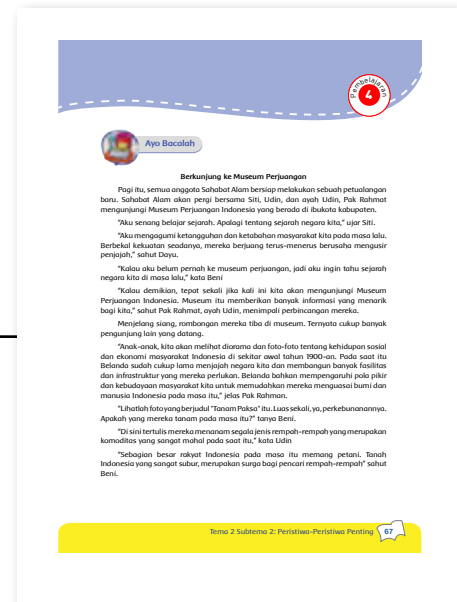 Pembelajaran
4
Ayo Bacalah
Berkunjung ke Museum Perjuangan
Pagi itu, semua anggota Sahabat Alam bersiap melakukan sebuah petualangan
baru. Sahabat Alam akan pergi bersama Siti, Udin, dan ayah Udin, Pak Rahmat
mengunjungi Museum Perjuangan Indonesia yang berada di ibukota kabupaten.
"Aku senang belajar sejarah. Apalagi tentang sejarah negara kita," ujar Siti.
"Aku mengagumi ketangguhan dan ketabahan masyarakat kita pada masa lalu.
Berbekal kekuatan seadanya, mereka berjuang terus-menerus berusaha mengusir
penjajah," sahut Dayu.
"Kalau aku belum pernah ke museum perjuangan, jadi aku ingin tahu sejarah
negara kita di masa lalu," kata Beni
"Kalau demikian, tepat sekali jika kali ini kita akan mengunjungi Museum
Perjuangan Indonesia. Museum itu memberikan banyak informasi yang menarik
bagi kita," sahut Pak Rahmat, ayah Udin, menimpali perbincangan mereka.
Menjelang siang, rombongan mereka tiba di museum. Ternyata cukup banyak
pengunjung lain yang datang.
"Anak-anak, kita akan melihat diorama dan foto-foto tentang kehidupan sosial
dan ekonomi masyarakat Indonesia di sekitar awal tahun 1900-an. Pada saat itu
Belanda sudah cukup lama menjajah negara kita dan membangun banyak fasilitas
dan infrastruktur yang mereka perlukan. Belanda bahkan mempengaruhi pola pikir
dan kebudayaan masyarakat kita untuk memudahkan mereka menguasai bumi dan
manusia Indonesia pada masa itu," jelas Pak Rahman.
"Lihatlah foto yang berjudul "Tanam Paksa" itu. Luas sekali, ya, perkebunanannya.
Apakah yang mereka tanam pada masa itu?" tanya Beni.
"Di sini tertulis mereka menanam segala jenis rempah-rempah yang merupakan
komoditas yang sangat mahal pada saat itu," kata Udin
"Sebagian besar rakyat Indonesia pada masa itu memang petani. Tanah
Indonesia yang sangat subur, merupakan surga bagi pencari rempah-rempah" sahut
Beni.
Tema 2 Subtema 2: Peristiwa-Peristiwa Penting
67